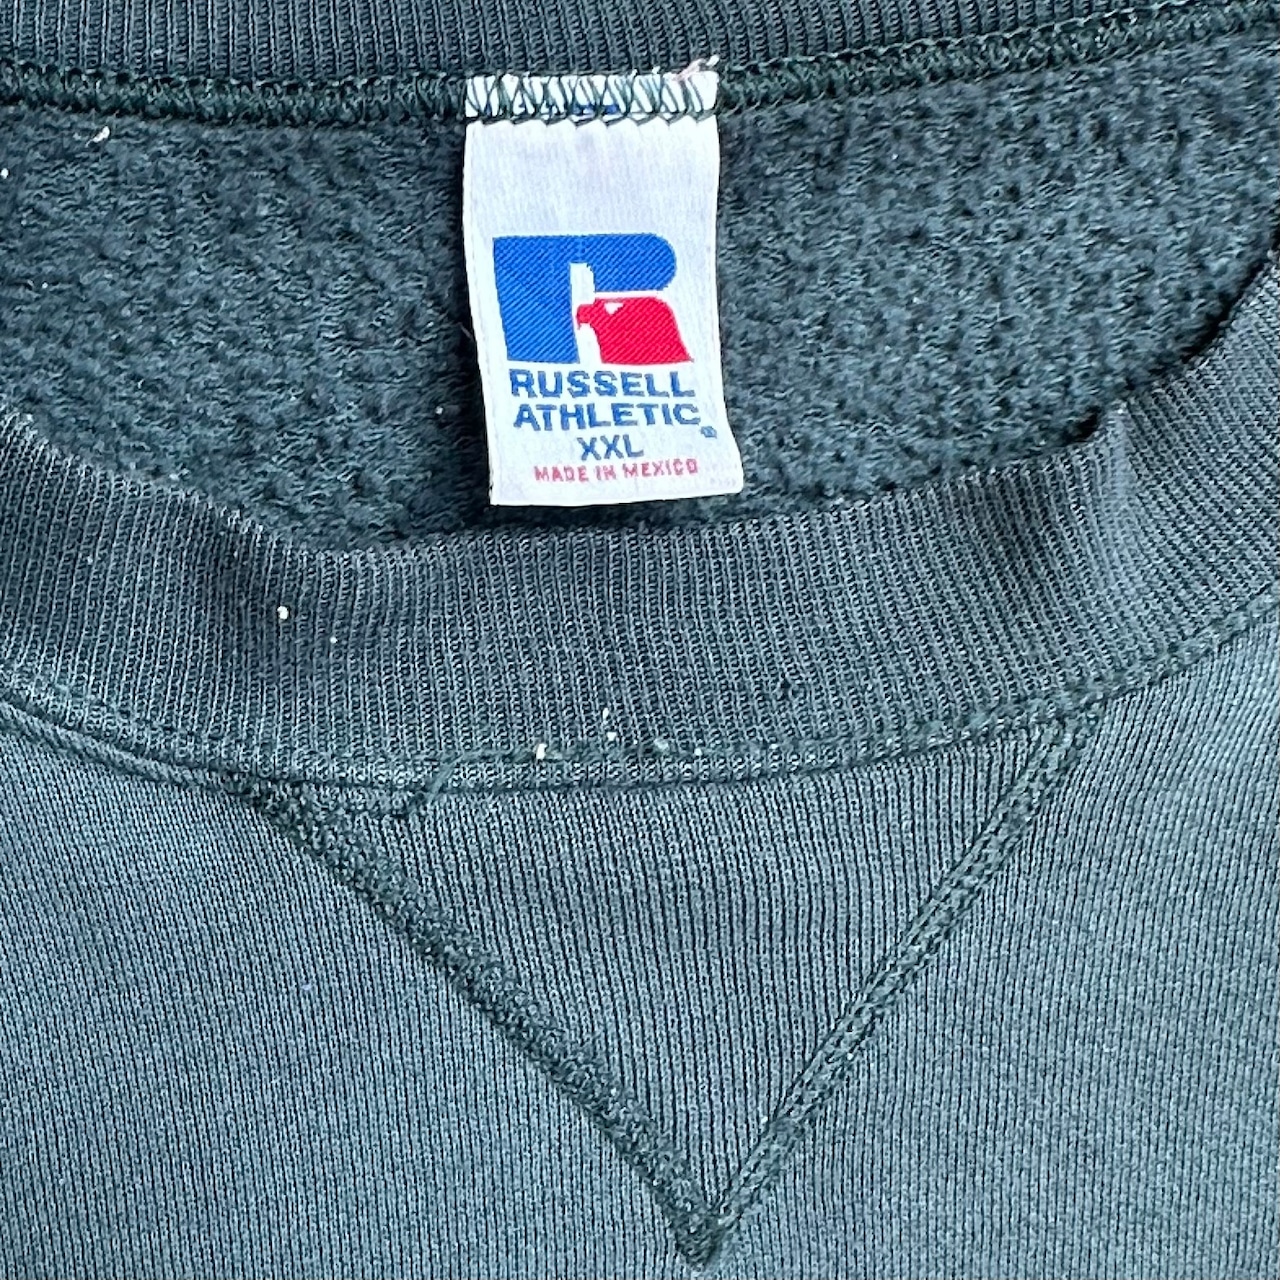 RUSSELL
ATHLETIC®
XXL
MADE IN MEXICO